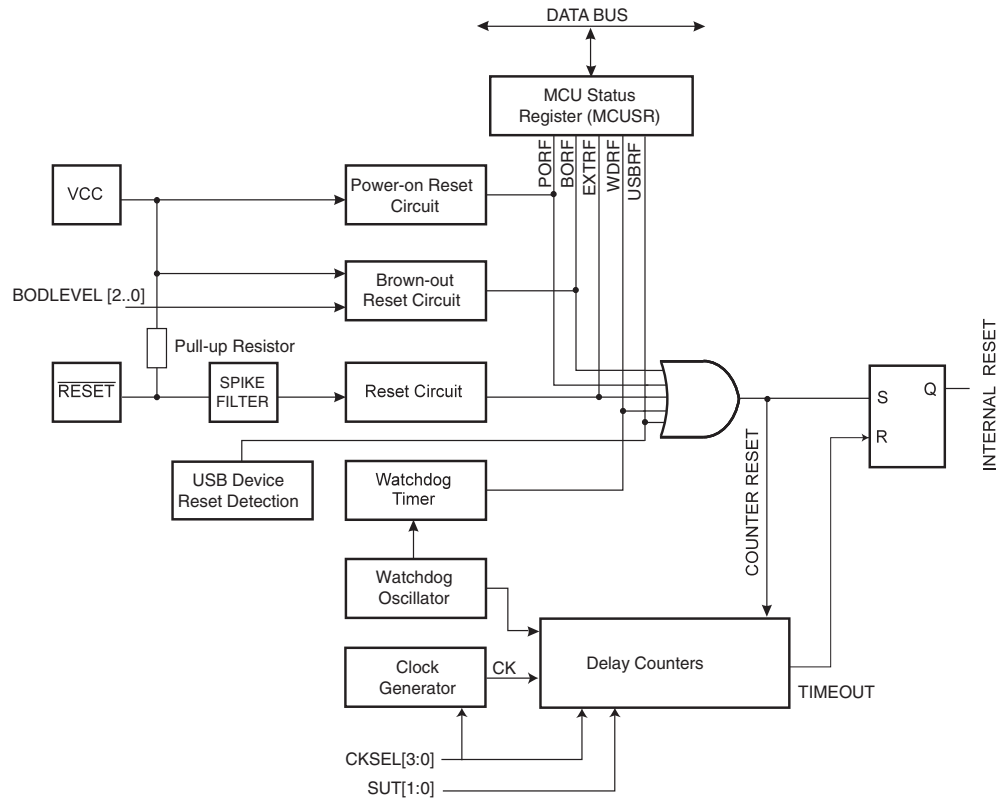 DATA BUS
MCU Status
Register (MCUSR)
PORF
BORF
EXTRF
WDRF
USBRF
VCC
Power-on Reset
Circuit
Brown-out
Reset Circuit
BODLEVEL [2..0]
Pull-up Resistor
RESET
SPIKE
FILTER
Reset Circuit
S
Q
R
INTERNAL RESET
USB Device
Reset Detection
Watchdog
Timer
COUNTER RESET
Watchdog
Oscillator
Clock
Generator
CK
Delay Counters
TIMEOUT
CKSEL[3:0]
SUT[1:0]